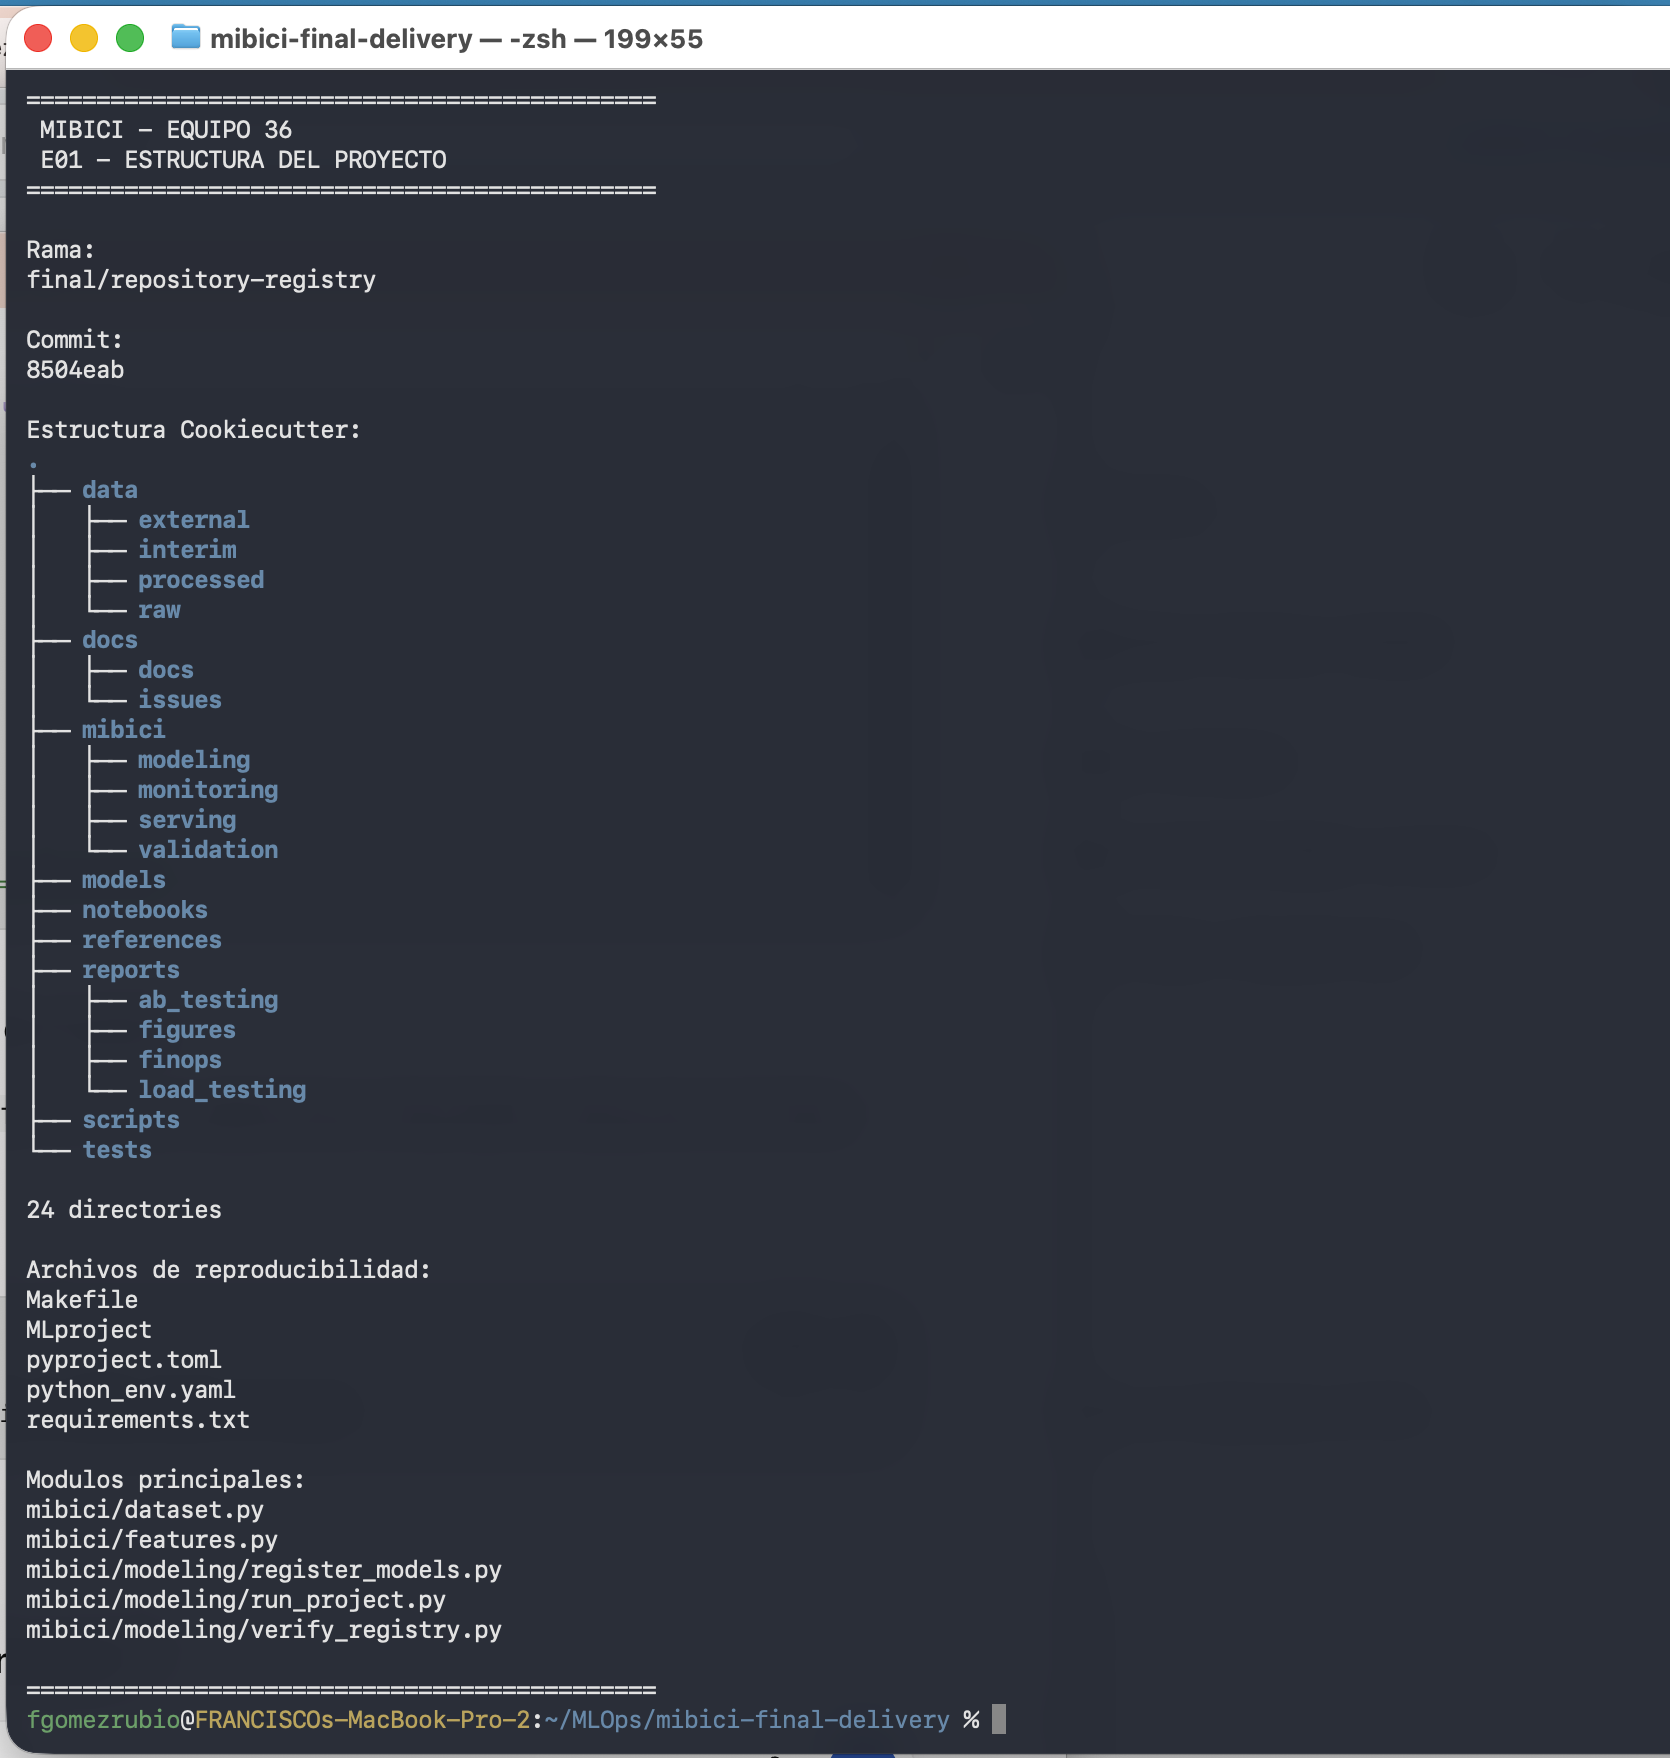 mibici-final-delivery — -zsh — 199×55
=============================================
MIBICI - EQUIPO 36
E01 - ESTRUCTURA DEL PROYECTO
=============================================
Rama:
final/repository-registry
Commit:
8504eab
Estructura Cookiecutter:
.
├── data
│   ├── external
│   ├── interim
│   ├── processed
│   └── raw
├── docs
│   ├── docs
│   └── issues
├── mibici
│   ├── modeling
│   ├── monitoring
│   ├── serving
│   └── validation
├── models
├── notebooks
├── references
├── reports
│   ├── ab_testing
│   ├── figures
│   ├── finops
│   └── load_testing
├── scripts
└── tests
24 directories
Archivos de reproducibilidad:
Makefile
MLproject
pyproject.toml
python_env.yaml
requirements.txt
Modulos principales:
mibici/dataset.py
mibici/features.py
mibici/modeling/register_models.py
mibici/modeling/run_project.py
mibici/modeling/verify_registry.py
=============================================
fgomezrubio@FRANCISCOs-MacBook-Pro-2:~/MLOps/mibici-final-delivery %